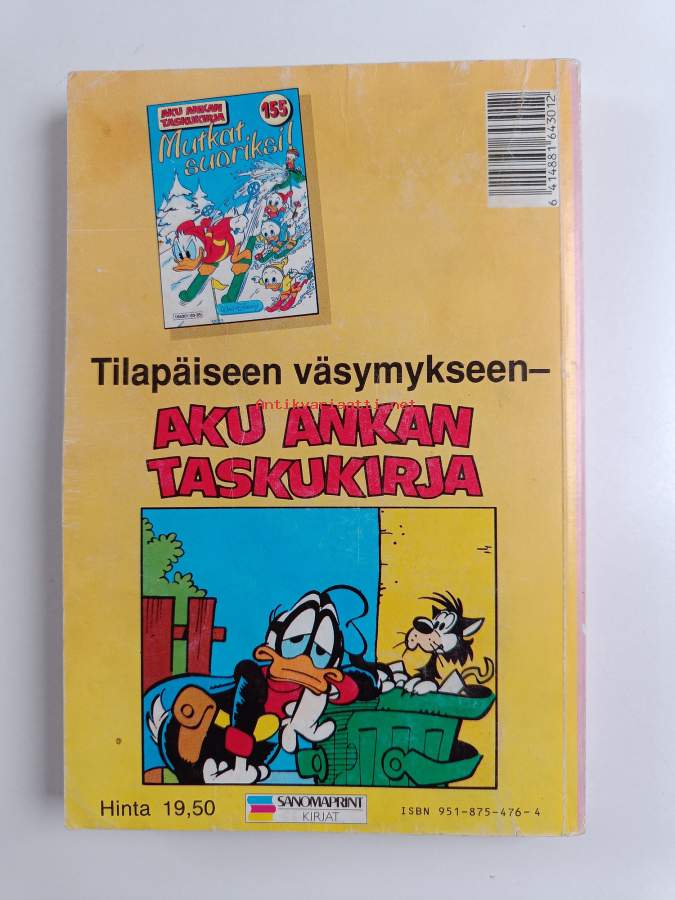 AKU ANKAN
TASKUKIRJA
155
Mutkat
suoriksi!
6 414881 643012
Tilapäiseen väsymykseen–
Antikvariaatti.net
AKU ANKAN
TASKUKIRJA
Hinta 19,50
SANOMAPRINT
KIRJAT
ISBN 951-875-476-4